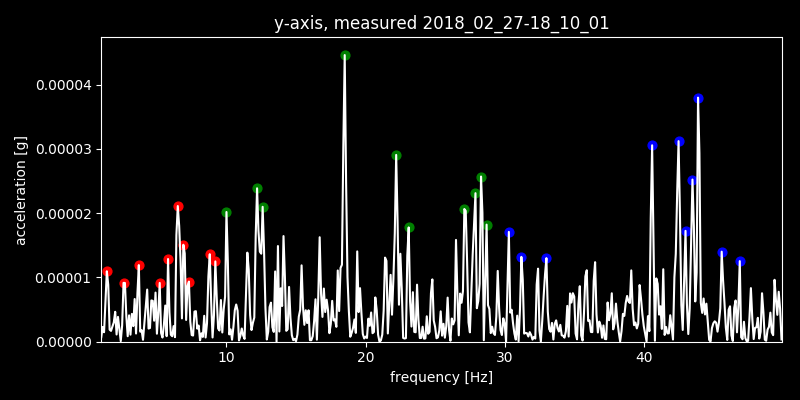 y-axis, measured 2018_02_27-18_10_01
acceleration [g]
0.00004
0.00003
0.00002
0.00001
0.00000
10 20 30 40
frequency [Hz]